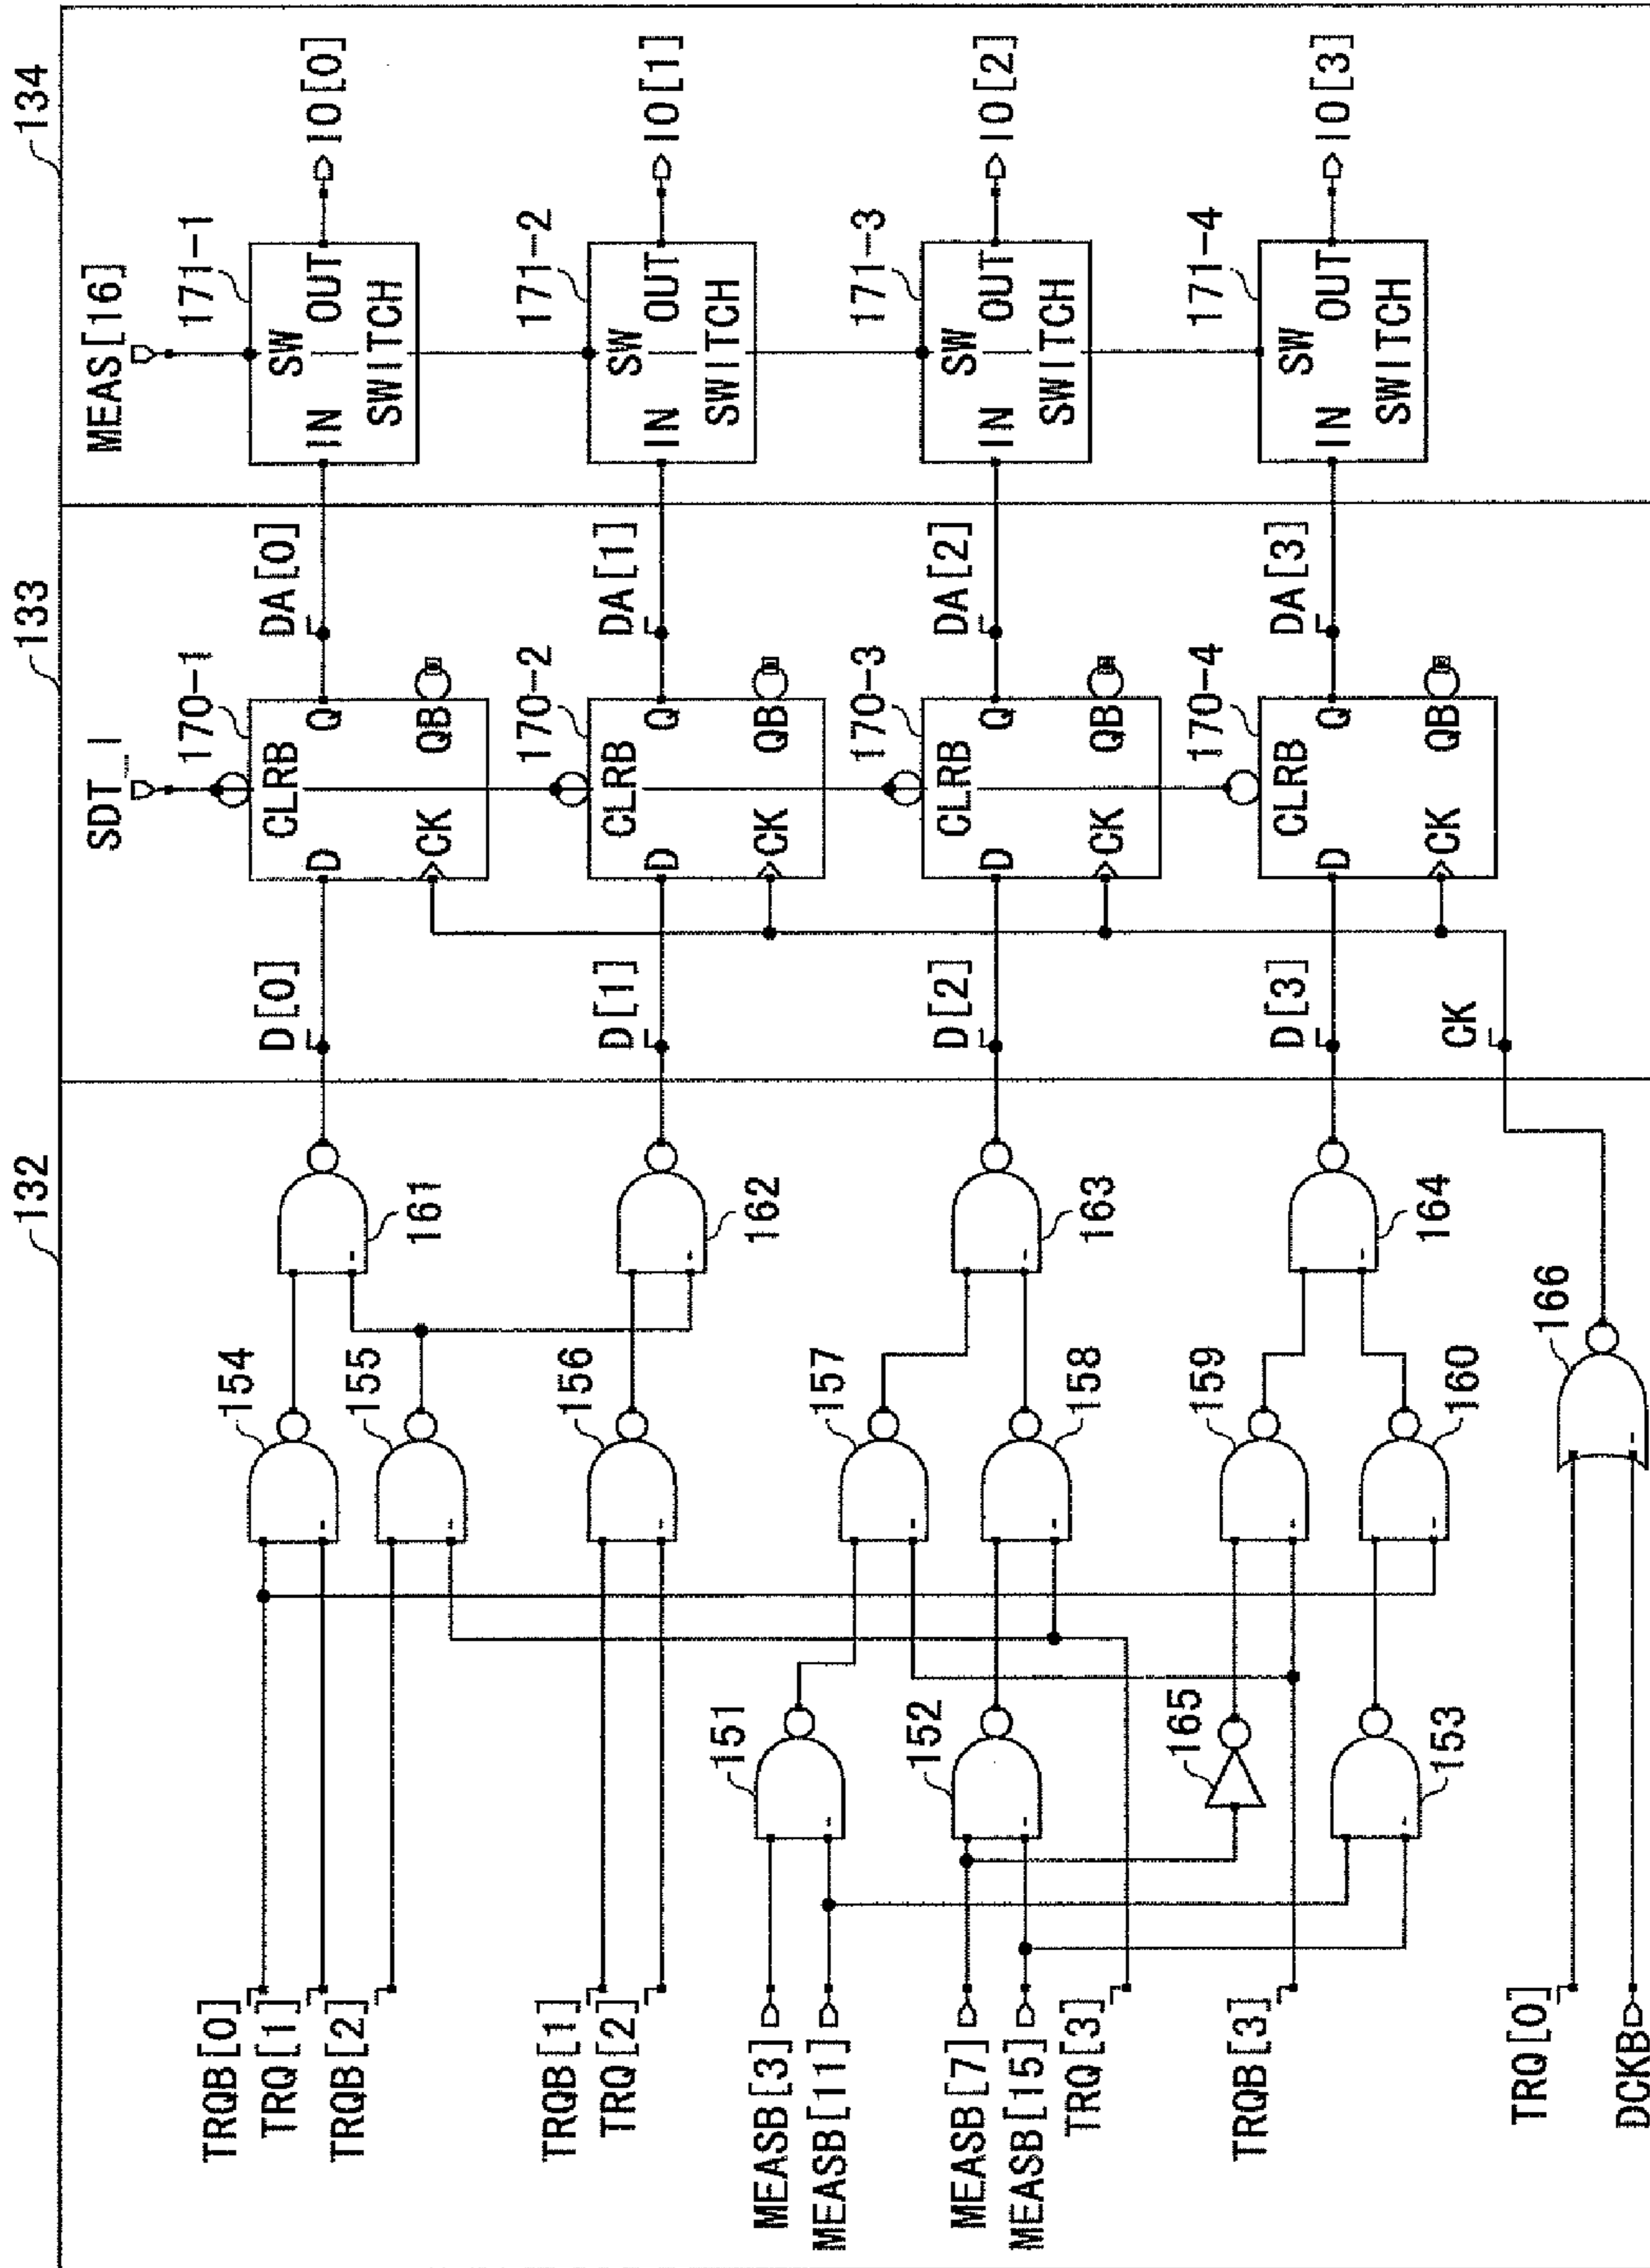 132
133
134
TRQB[0]
TRQ[1]
TRQB[2]
TRQB[1]
TRQ[2]
MEASB[3]
MEASB[11]
MEASB[7]
MEASB[15]
TRQ[3]
TRQB[3]
TRQ[0]
DCKB
151
152
165
153
154
155
156
157
158
159
160
166
161
162
163
164
D[0]
D[1]
D[2]
D[3]
CK
SDT_I
170-1
CLRB
D
Q
CK
QB
170-2
CLRB
D
Q
CK
QB
170-3
CLRB
D
Q
CK
QB
170-4
CLRB
D
Q
CK
QB
DA[0]
DA[1]
DA[2]
DA[3]
MEAS[16]
171-1
SW
IN OUT
SWITCH
171-2
SW
IN OUT
SWITCH
171-3
SW
IN OUT
SWITCH
171-4
SW
IN OUT
SWITCH
IO[0]
IO[1]
IO[2]
IO[3]